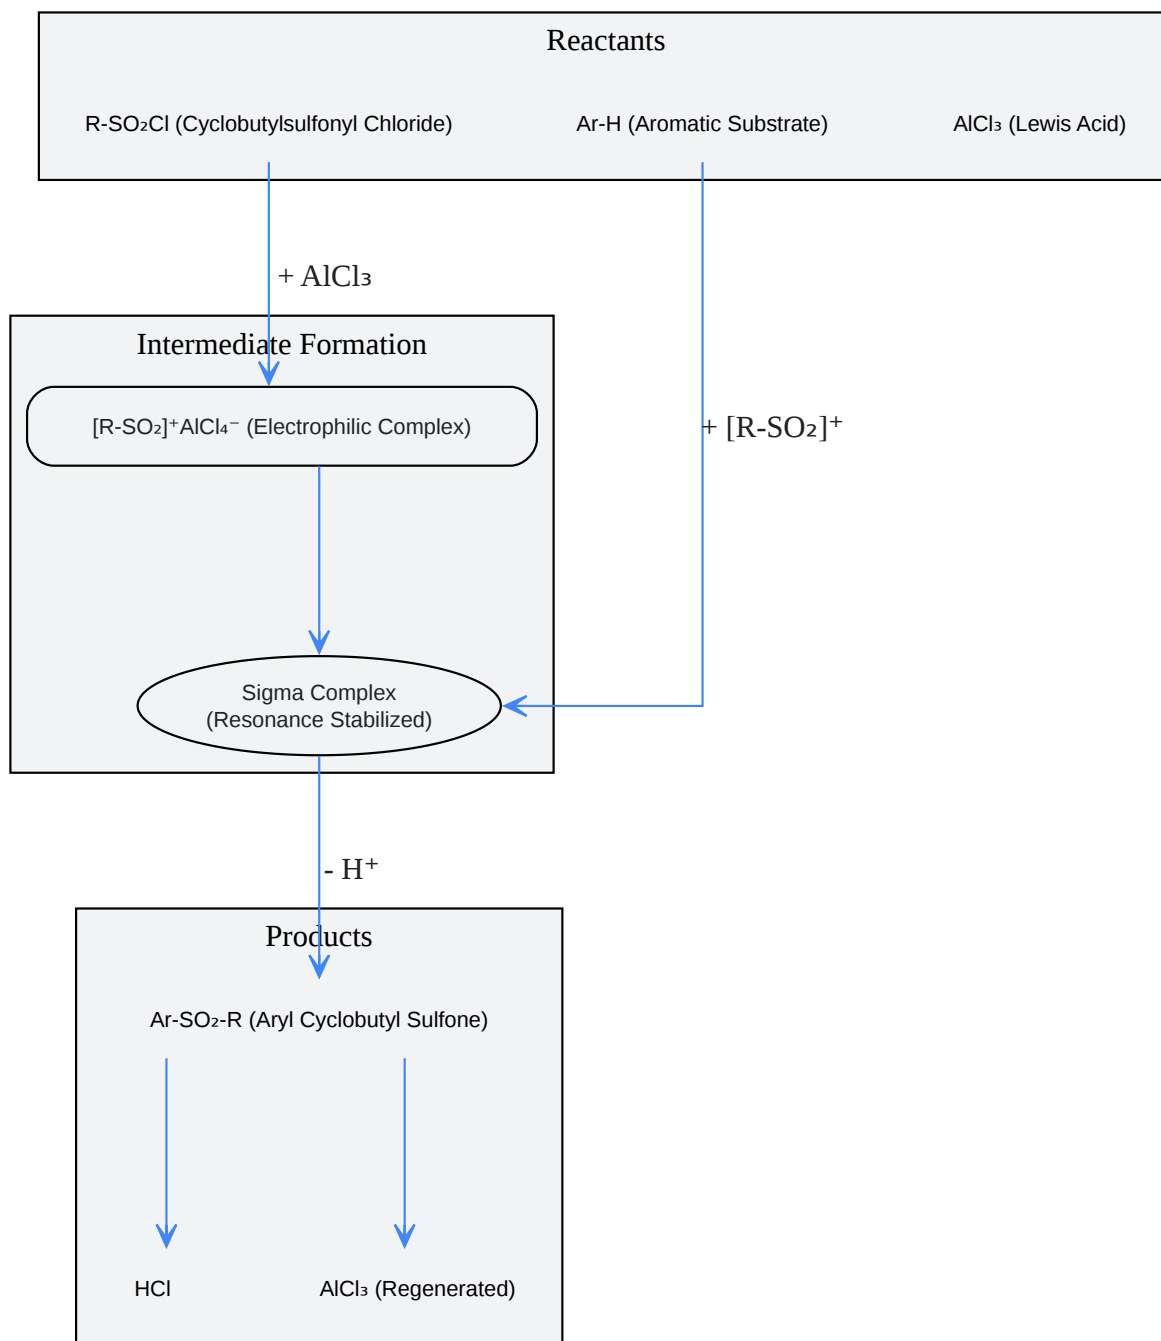 Reactants
R-SO₂Cl (Cyclobutylsulfonyl Chloride)
Ar-H (Aromatic Substrate)
AlCl₃ (Lewis Acid)
+ AlCl₃
Intermediate Formation
[R-SO₂]⁺AlCl₄⁻ (Electrophilic Complex)
+ [R-SO₂]⁺
Sigma Complex
(Resonance Stabilized)
- H⁺
Products
Ar-SO₂-R (Aryl Cyclobutyl Sulfone)
HCl
AlCl₃ (Regenerated)